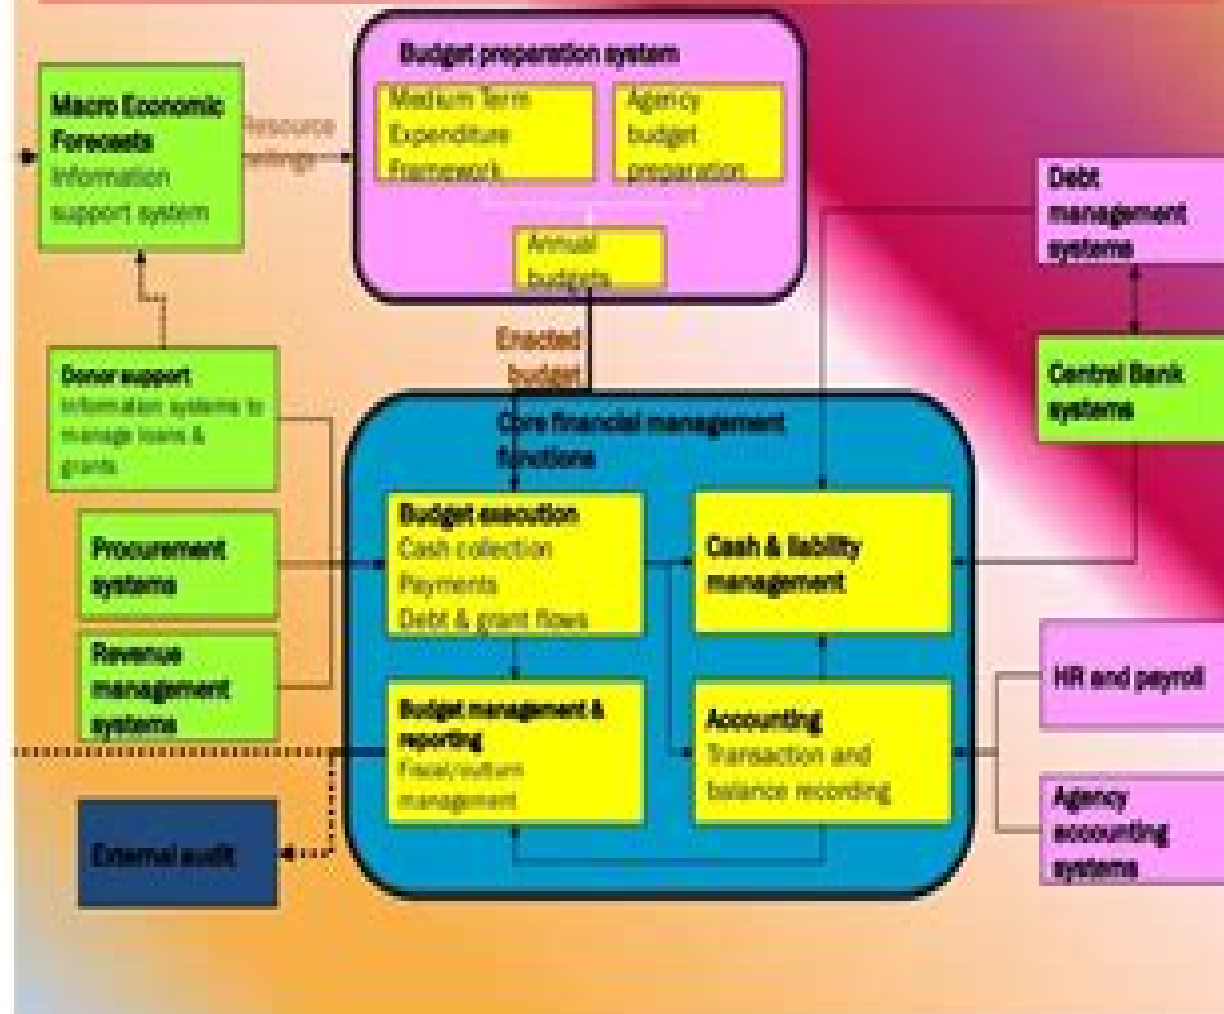 Budget preparation system
Macro Economic
Forecasts
Information
support system
Resource
ceilings
Medium Term
Expenditure
Framework
Agency
budget
preparation
Annual
budgets
Debt
management
systems
Enacted
budget
Central Bank
systems
Donor support
Information systems to
manage loans &
grants
Core financial management
functions
Procurement
systems
Budget execution
Cash collection
Payments
Debt & grant flows
Cash & liability
management
Revenue
management
systems
HR and payroll
Budget management &
reporting
Fiscal/outturn
management
Accounting
Transaction and
balance recording
External audit
Agency
accounting
systems